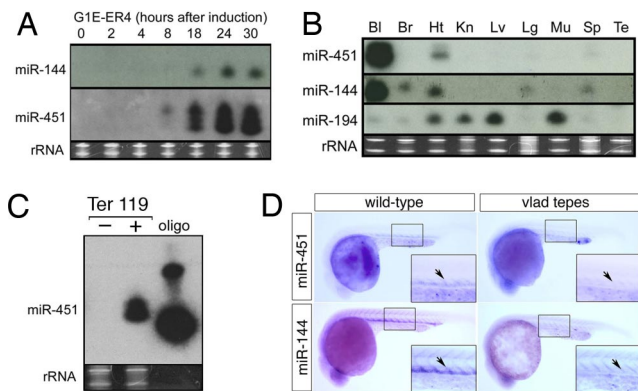 A
G1E-ER4 (hours after induction)
0 2 4 8 18 24 30
miR-144
miR-451
rRNA
B
Bl Br Ht Kn Lv Lg Mu Sp Te
miR-451
miR-144
miR-194
rRNA
C
Ter 119
− + oligo
miR-451
rRNA
D
wild-type vlad tepes
miR-451
miR-144